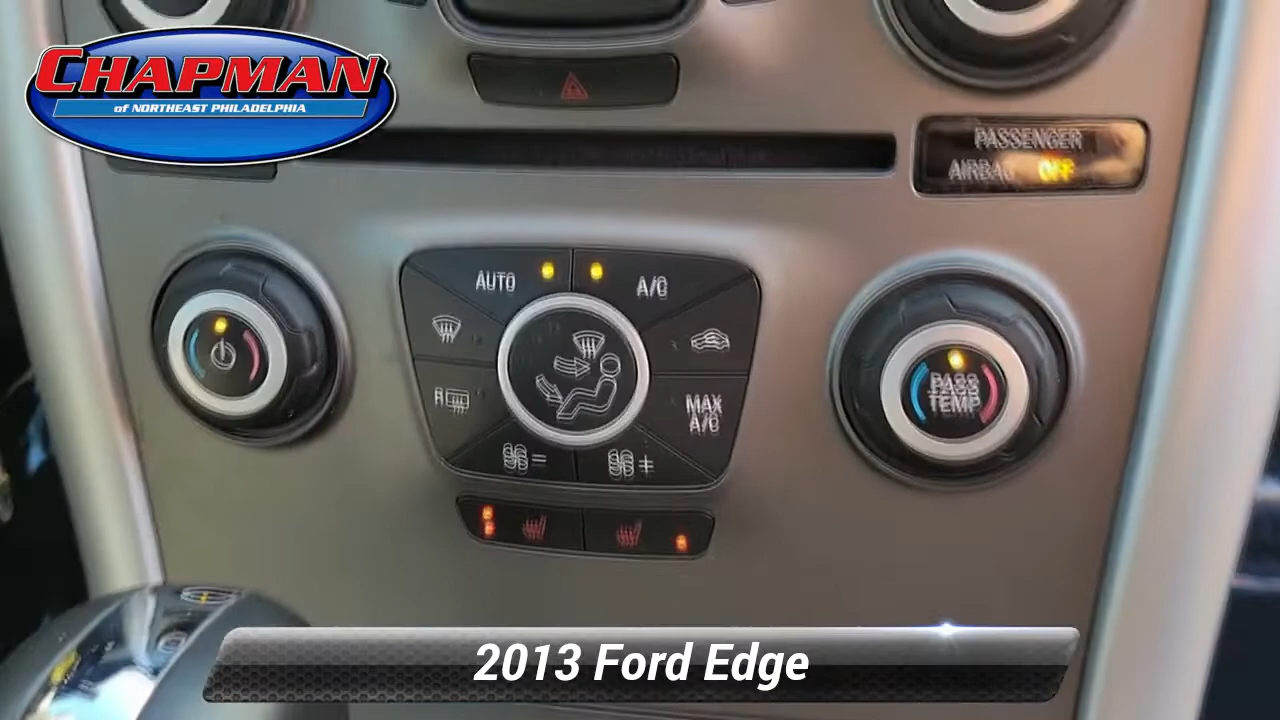 CHAPMAN
of NORTHEAST PHILADELPHIA
PASSENGER
AIRBAG OFF
AUTO
A/C
R
MAX
A/C
PASS
TEMP
2013 Ford Edge